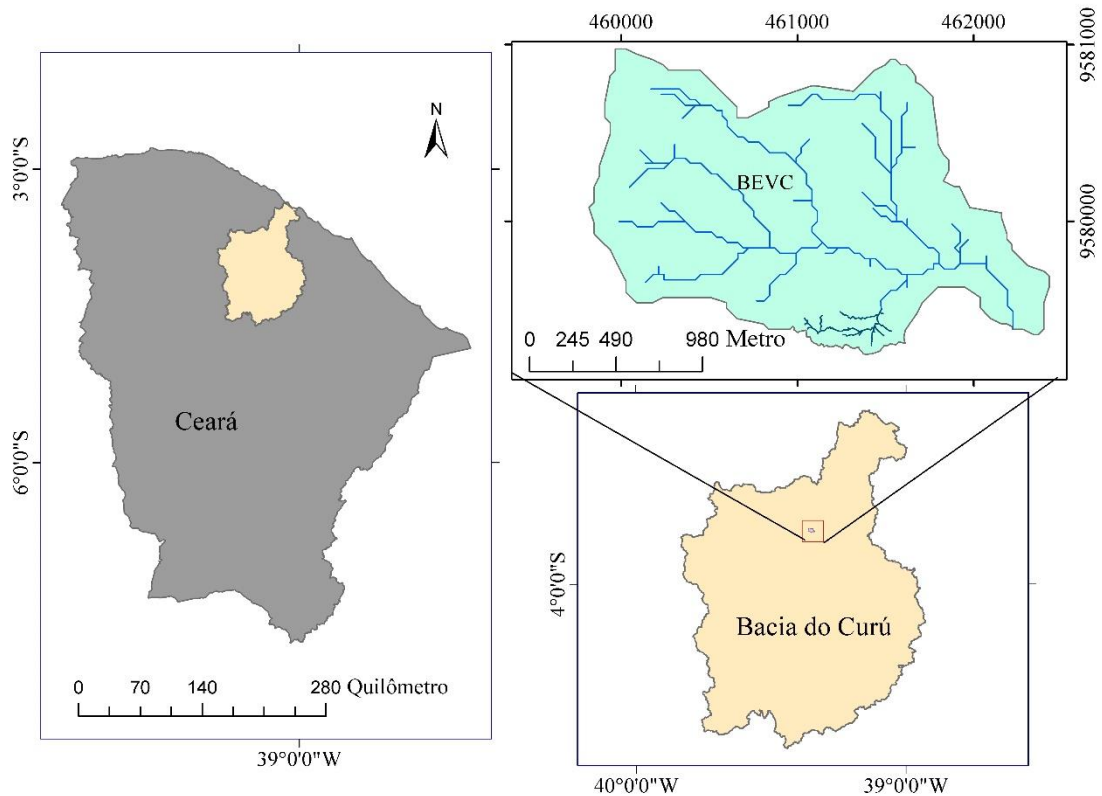 N
3°0'0"S
6°0'0"S
Ceará
0 70 140 280 Quilômetro
39°0'0"W
460000 461000 462000
9581000
9580000
BEVC
0 245 490 980 Metro
4°0'0"S
Bacia do Curú
40°0'0"W 39°0'0"W